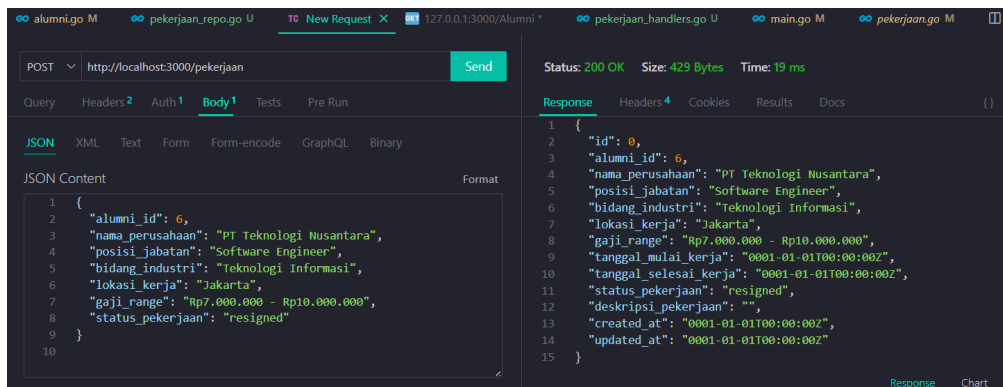 GO alumni.go M GO pekerjaan_repo.go U TC New Request × GET 127.0.0.1:3000/Alumni * GO pekerjaan_handlers.go U GO main.go M GO pekerjaan.go M
POST http://localhost:3000/pekerjaan Send
Query Headers 2 Auth 1 Body 1 Tests Pre Run
JSON XML Text Form Form-encode GraphQL Binary
JSON Content Format
1 {
2 "alumni_id": 6,
3 "nama_perusahaan": "PT Teknologi Nusantara",
4 "posisi_jabatan": "Software Engineer",
5 "bidang_industri": "Teknologi Informasi",
6 "lokasi_kerja": "Jakarta",
7 "gaji_range": "Rp7.000.000 - Rp10.000.000",
8 "status_pekerjaan": "resigned"
9 }
10
Status: 200 OK Size: 429 Bytes Time: 19 ms
Response Headers 4 Cookies Results Docs { }
1 {
2 "id": 0,
3 "alumni_id": 6,
4 "nama_perusahaan": "PT Teknologi Nusantara",
5 "posisi_jabatan": "Software Engineer",
6 "bidang_industri": "Teknologi Informasi",
7 "lokasi_kerja": "Jakarta",
8 "gaji_range": "Rp7.000.000 - Rp10.000.000",
9 "tanggal_mulai_kerja": "0001-01-01T00:00:00Z",
10 "tanggal_selesai_kerja": "0001-01-01T00:00:00Z",
11 "status_pekerjaan": "resigned",
12 "deskripsi_pekerjaan": "",
13 "created_at": "0001-01-01T00:00:00Z",
14 "updated_at": "0001-01-01T00:00:00Z"
15 }
Response Chart